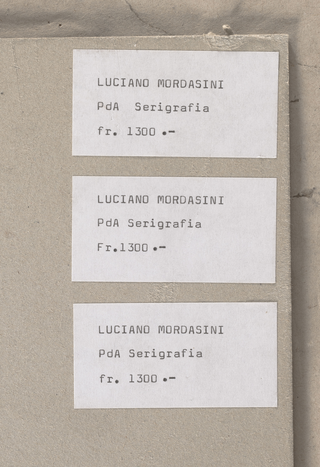 LUCIANO MORDASINI
PdA Serigrafia
fr. 1300.-
LUCIANO MORDASINI
PdA Serigrafia
Fr.1300.-
LUCIANO MORDASINI
PdA Serigrafia
fr. 1300.-